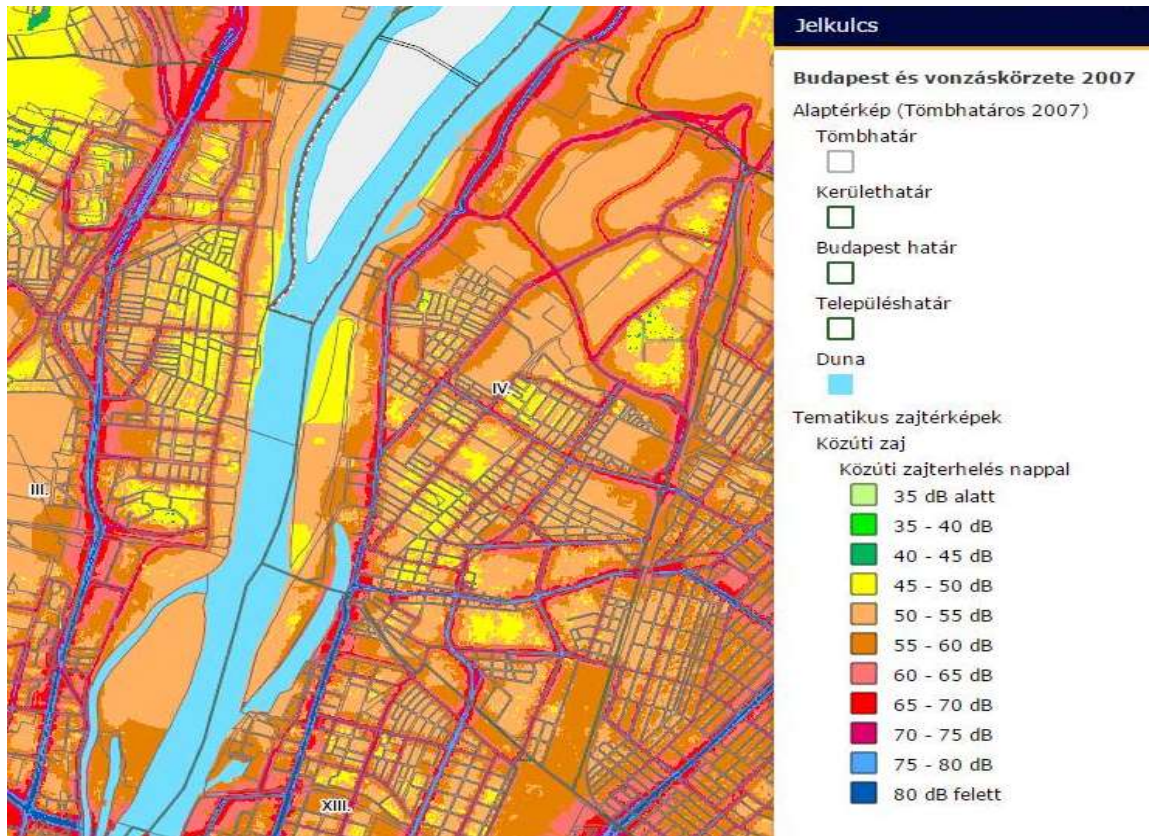 Jelkulcs
Budapest és vonzáskörzete 2007
Alaptérkép (Tömbhatáros 2007)
Tömbhatár
Kerülethatár
Budapest határ
Településhatár
Duna
Tematikus zajtérképek
Közúti zaj
Közúti zajterhelés nappal
35 dB alatt
35 - 40 dB
40 - 45 dB
45 - 50 dB
50 - 55 dB
55 - 60 dB
60 - 65 dB
65 - 70 dB
70 - 75 dB
75 - 80 dB
80 dB felett
IV.
III.
XIII.